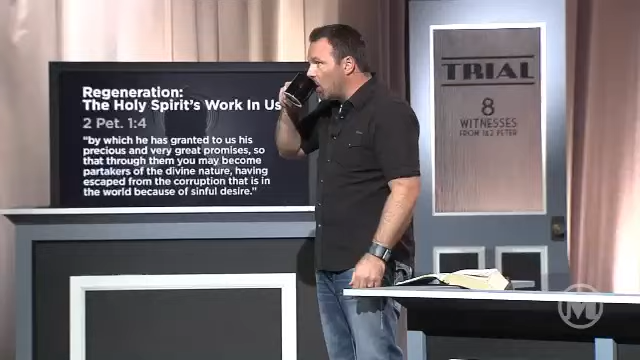 Regeneration:
The Holy Spirit's Work In Us
2 Pet. 1:4
"by which he has granted to us his
precious and very great promises, so
that through them you may become
partakers of the divine nature, having
escaped from the corruption that is in
the world because of sinful desire."
TRIAL
8
WITNESSES
FROM 1&2 PETER
M